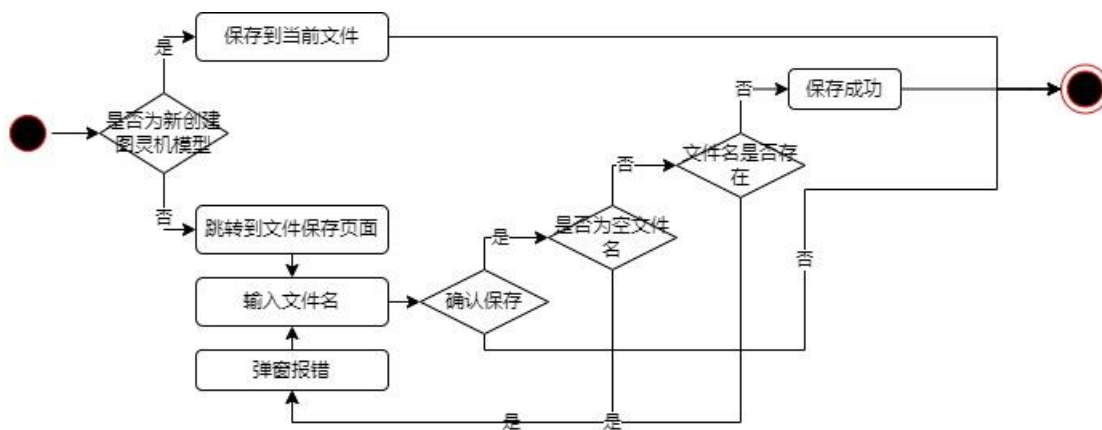 保存到当前文件
是
是否为新创建
图灵机模型
否
跳转到文件保存页面
输入文件名
弹窗报错
确认保存
是
是否为空文件
名
否
文件名是否存
在
否
保存成功
否
是
是